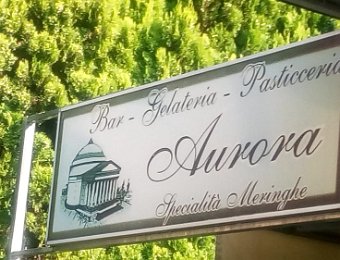 Bar - Gelateria - Pasticceria
Aurora
Specialità Meringhe